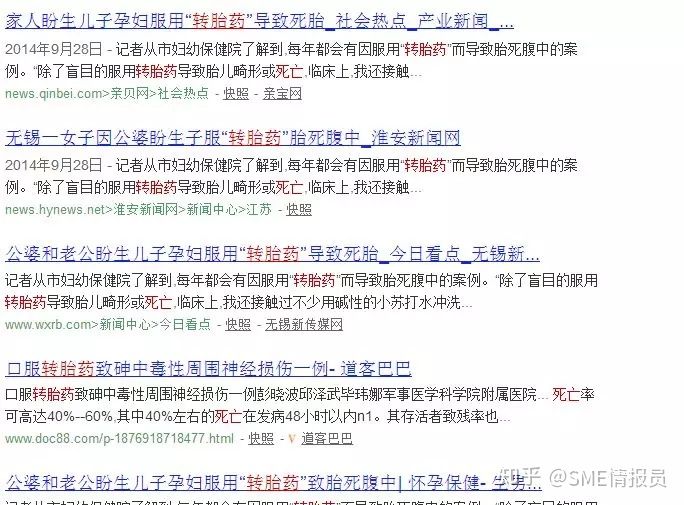 家人盼生儿子孕妇服用“转胎药”导致死胎_社会热点_产业新闻_...
2014年9月28日 - 记者从市妇幼保健院了解到,每年都会有因服用“转胎药”而导致胎死腹中的案
例。“除了盲目的服用转胎药导致胎儿畸形或死亡,临床上,我还接触...
news.qinbei.com>亲贝网>社会热点 - 快照 - 亲宝网
无锡一女子因公婆盼生子服“转胎药”胎死腹中_淮安新闻网
2014年9月28日 - 记者从市妇幼保健院了解到,每年都会有因服用“转胎药”而导致胎死腹中的案
例。“除了盲目的服用转胎药导致胎儿畸形或死亡,临床上,我还接触...
news.hynews.net>淮安新闻网>新闻中心>江苏 - 快照
公婆和老公盼生儿子孕妇服用“转胎药”导致死胎_今日看点_无锡新...
记者从市妇幼保健院了解到,每年都会有因服用“转胎药”而导致胎死腹中的案例。“除了盲目的服用
转胎药导致胎儿畸形或死亡,临床上,我还接触过不少用碱性的小苏打水冲洗...
www.wxrb.com>新闻中心>今日看点 - 快照 - 无锡新传媒网
口服转胎药致砷中毒性周围神经损伤一例- 道客巴巴
口服转胎药致砷中毒性周围神经损伤一例彭晓波邱泽武毕玮娜军事医学科学院附属医院... 死亡率
可高达40%--60%,其中40%左右的死亡在发病48小时以内n1。其存活者致残率也...
www.doc88.com/p-1876918718477.html - 快照 - 道客巴巴
公婆和老公盼生儿子孕妇服用“转胎药”致胎死腹中| 怀孕保健-
知乎 @SME情报员